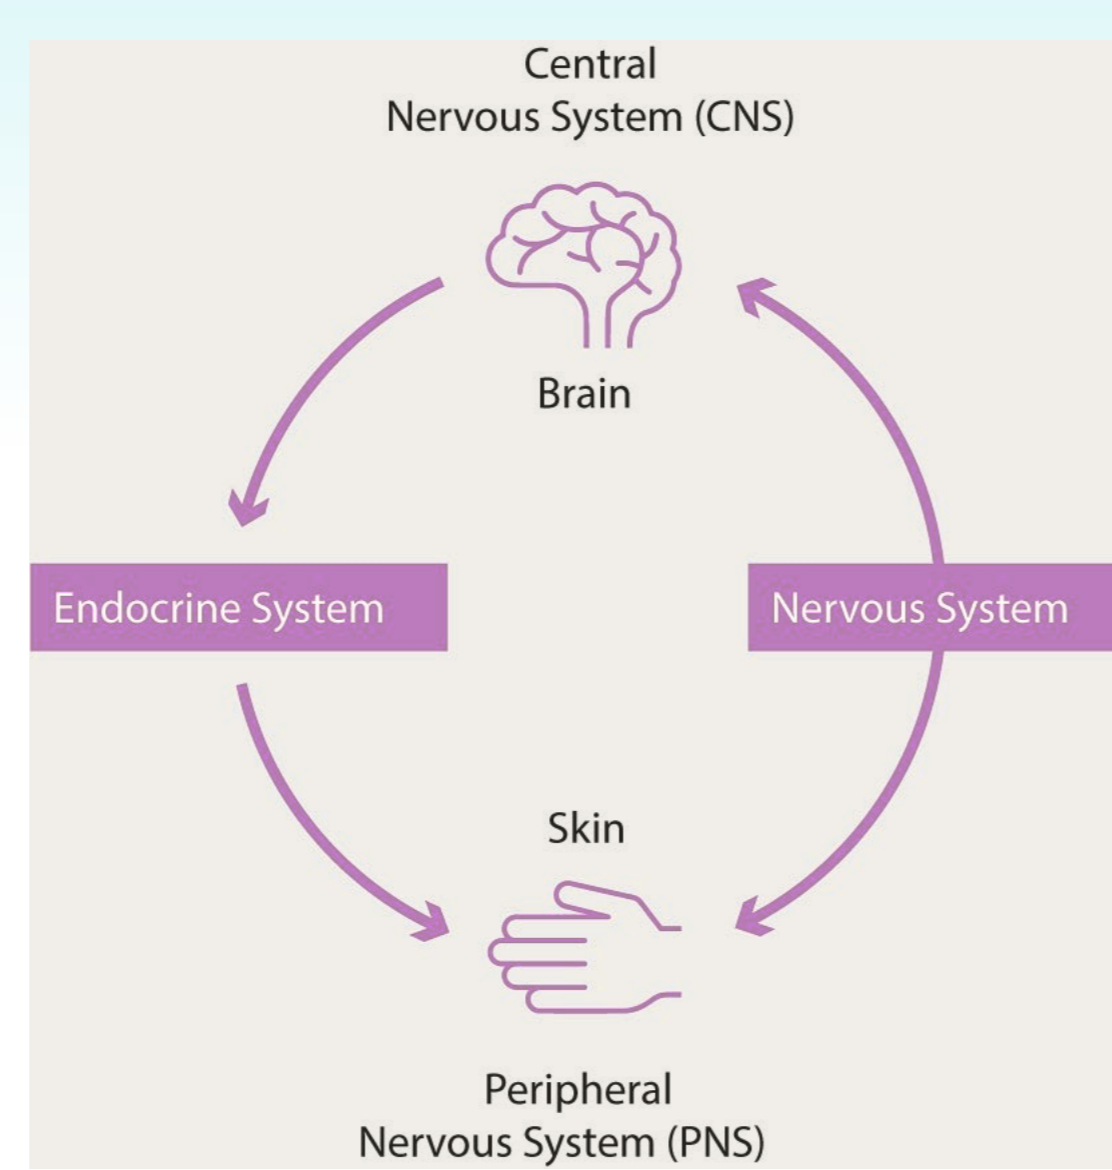 Central
Nervous System (CNS)
Brain
Endocrine System
Nervous System
Skin
Peripheral
Nervous System (PNS)